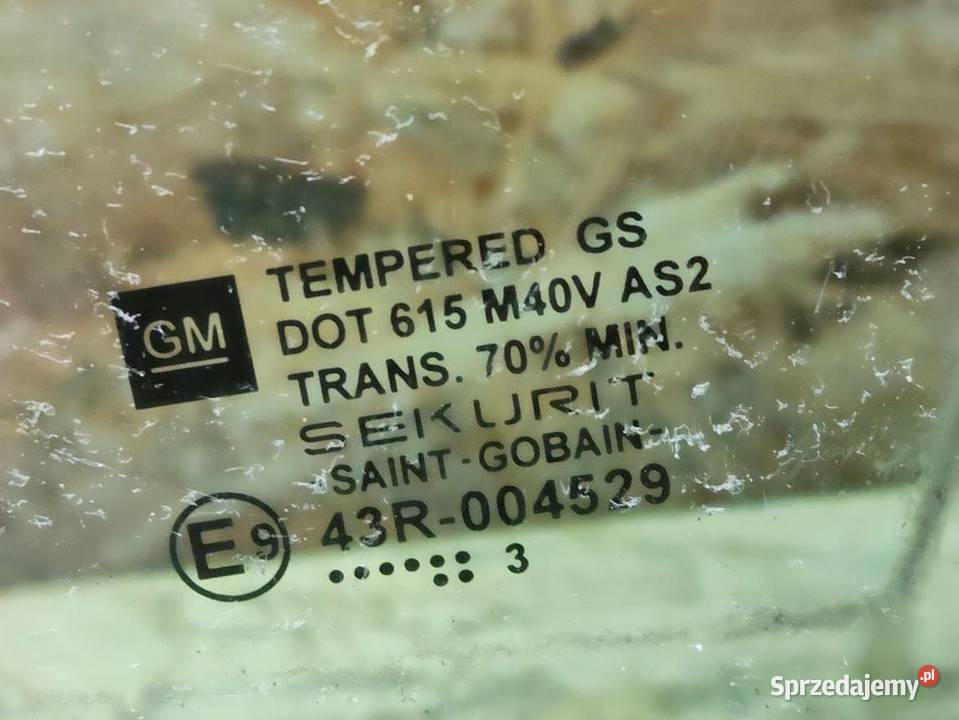 GM
TEMPERED GS
DOT 615 M40V AS2
TRANS. 70% MIN.
SEKURIT
SAINT-GOBAIN-
E9 43R-004529
3
Sprzedajemy.pl